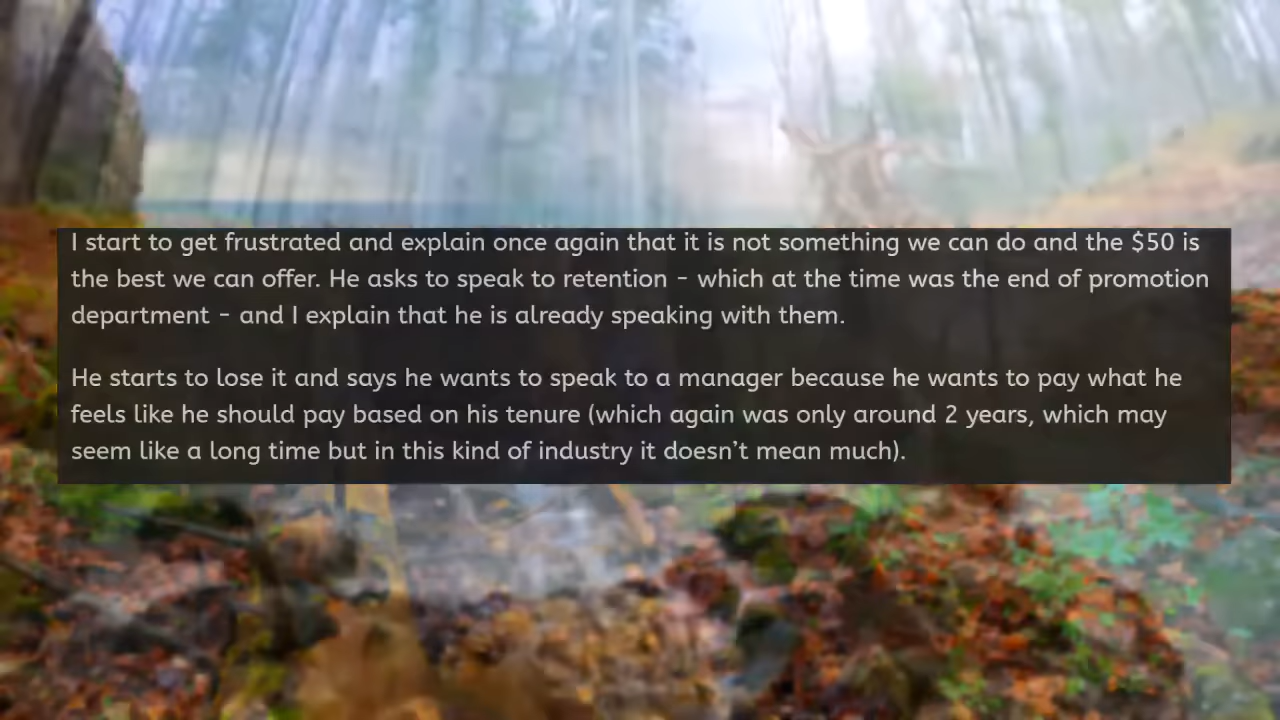 I start to get frustrated and explain once again that it is not something we can do and the $50 is
the best we can offer. He asks to speak to retention - which at the time was the end of promotion
department - and I explain that he is already speaking with them.
He starts to lose it and says he wants to speak to a manager because he wants to pay what he
feels like he should pay based on his tenure (which again was only around 2 years, which may
seem like a long time but in this kind of industry it doesn’t mean much).